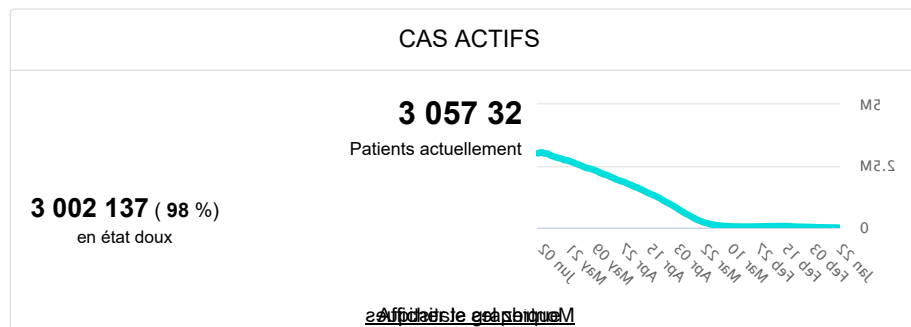 CAS ACTIFS
3 057 32
Patients actuellement
3 002 137 ( 98 %)
en état doux
5M
2.5M
0
Jun 02
May 21
May 09
Apr 27
Apr 15
Apr 03
Mar 22
Mar 10
Feb 27
Feb 15
Feb 03
Jan 22